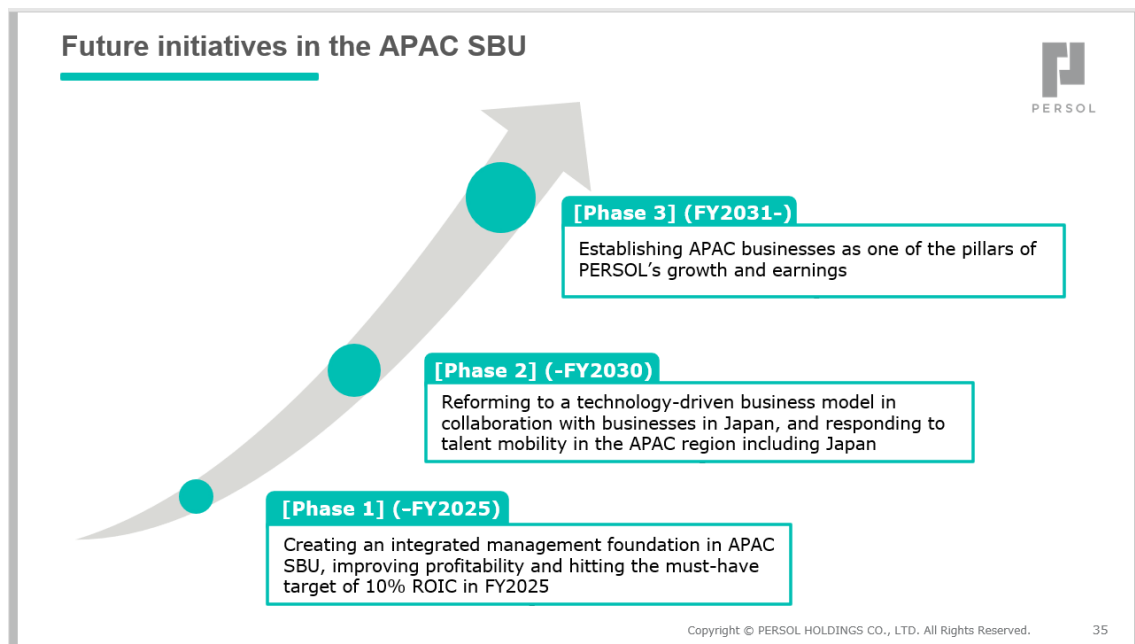 Future initiatives in the APAC SBU
PERSOL
[Phase 3] (FY2031-)
Establishing APAC businesses as one of the pillars of
PERSOL’s growth and earnings
[Phase 2] (-FY2030)
Reforming to a technology-driven business model in
collaboration with businesses in Japan, and responding to
talent mobility in the APAC region including Japan
[Phase 1] (-FY2025)
Creating an integrated management foundation in APAC
SBU, improving profitability and hitting the must-have
target of 10% ROIC in FY2025
Copyright © PERSOL HOLDINGS CO., LTD. All Rights Reserved.
35